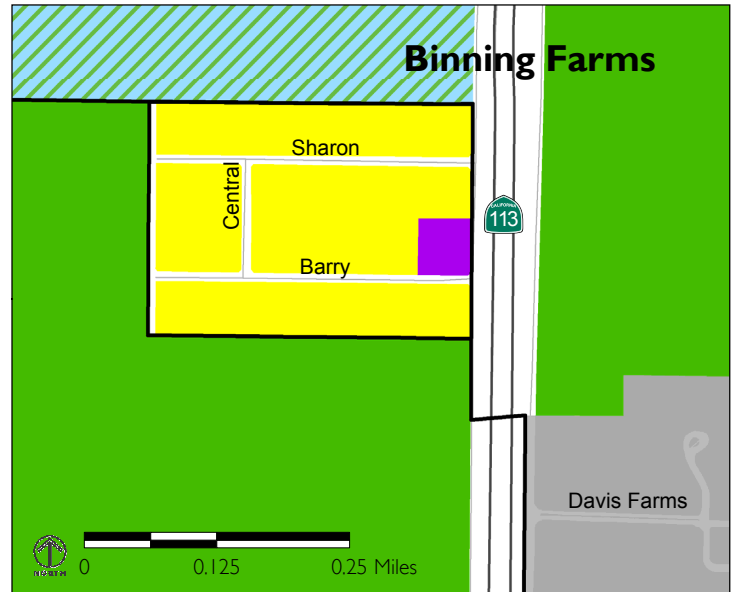 Binning Farms
Sharon
Central
CALIFORNIA
113
Barry
Davis Farms
NORTH
0 0.125 0.25 Miles